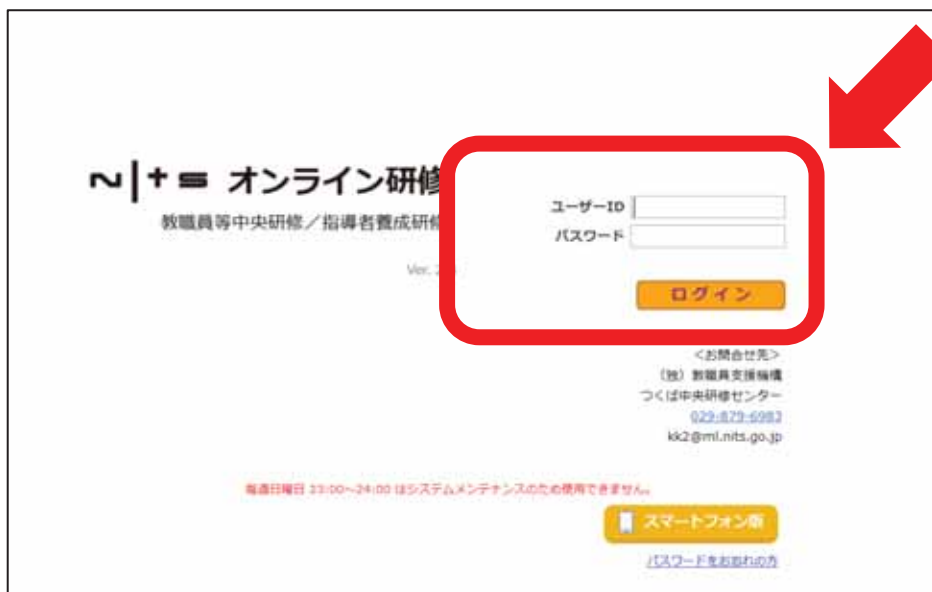 nits オンライン研修
教職員等中央研修／指導者養成研修
Ver. 2
ユーザーID
パスワード
ログイン
<お問合せ先>
(独) 教職員支援機構
つくば中央研修センター
029-879-6983
kk2@ml.nits.go.jp
毎週日曜日 23:00～24:00 はシステムメンテナンスのため使用できません。
スマートフォン版
パスワードをお忘れの方